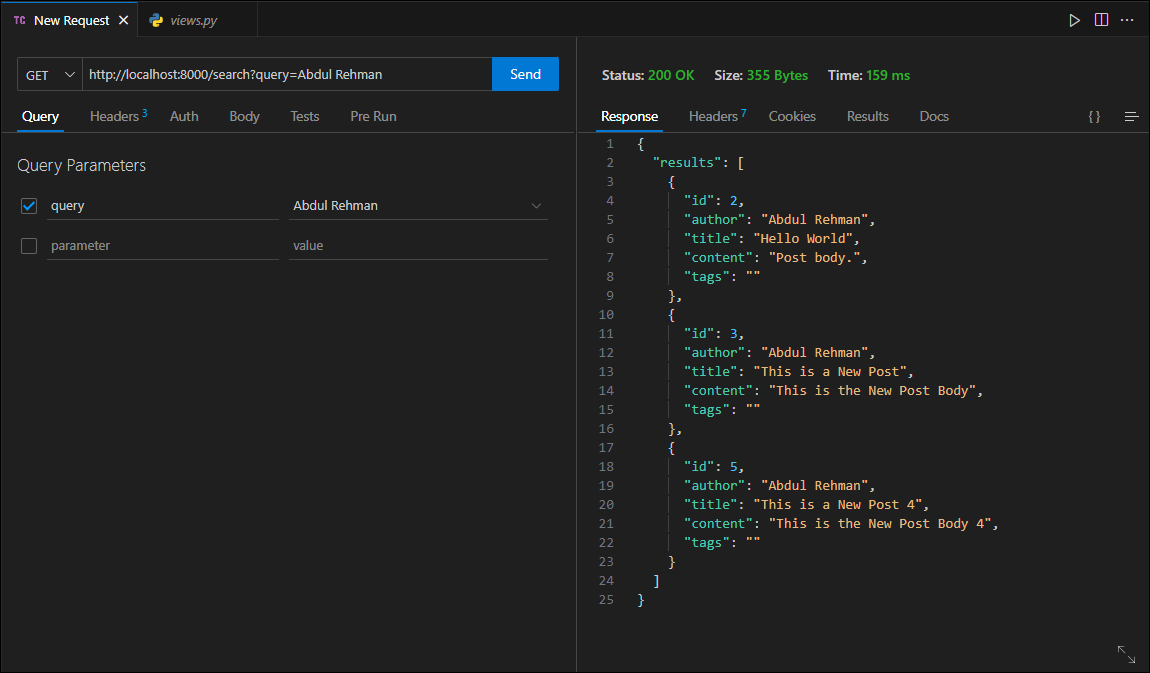 TC New Request
views.py
GET http://localhost:8000/search?query=Abdul Rehman Send
Query Headers 3 Auth Body Tests Pre Run
Query Parameters
query Abdul Rehman
parameter value
Status: 200 OK Size: 355 Bytes Time: 159 ms
Response Headers 7 Cookies Results Docs {}
1 {
2 "results": [
3 {
4 "id": 2,
5 "author": "Abdul Rehman",
6 "title": "Hello World",
7 "content": "Post body.",
8 "tags": ""
9 },
10 {
11 "id": 3,
12 "author": "Abdul Rehman",
13 "title": "This is a New Post",
14 "content": "This is the New Post Body",
15 "tags": ""
16 },
17 {
18 "id": 5,
19 "author": "Abdul Rehman",
20 "title": "This is a New Post 4",
21 "content": "This is the New Post Body 4",
22 "tags": ""
23 }
24 ]
25 }